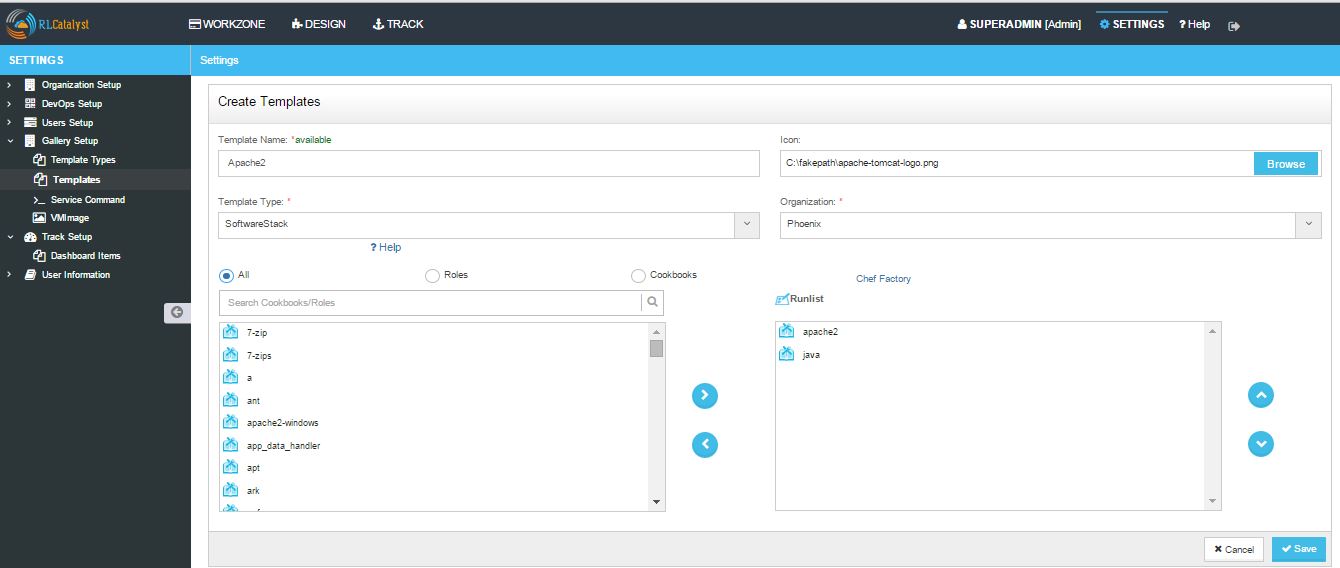 RLCatalyst WORKZONE DESIGN TRACK SUPERADMIN [Admin] SETTINGS ? Help
SETTINGS
Settings
Organization Setup
DevOps Setup
Users Setup
Gallery Setup
Template Types
Templates
Service Command
VMImage
Track Setup
Dashboard Items
User Information
Create Templates
Template Name: *available
Icon:
Apache2
C:\fakepath\apache-tomcat-logo.png Browse
Template Type: *
Organization: *
SoftwareStack
Phoenix
? Help
All Roles Cookbooks
Chef Factory
Search Cookbooks/Roles
Runlist
7-zip
7-zips
a
ant
apache2-windows
app_data_handler
apt
ark
apache2
java
Cancel Save